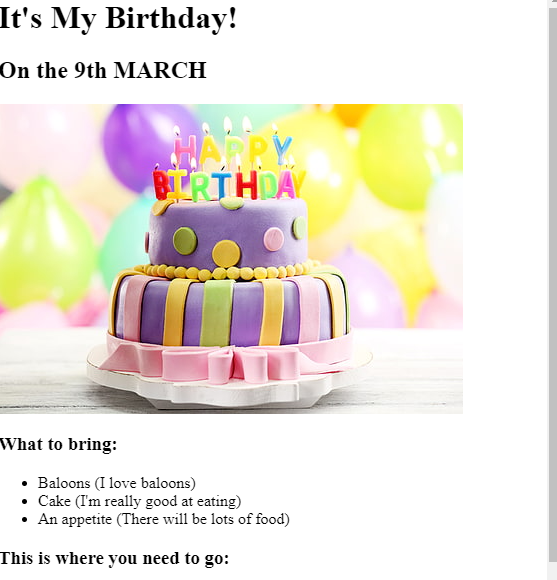 It's My Birthday!
On the 9th MARCH
HAPPY
BIRTHDAY
What to bring:
Baloons (I love baloons)
Cake (I'm really good at eating)
An appetite (There will be lots of food)
This is where you need to go: